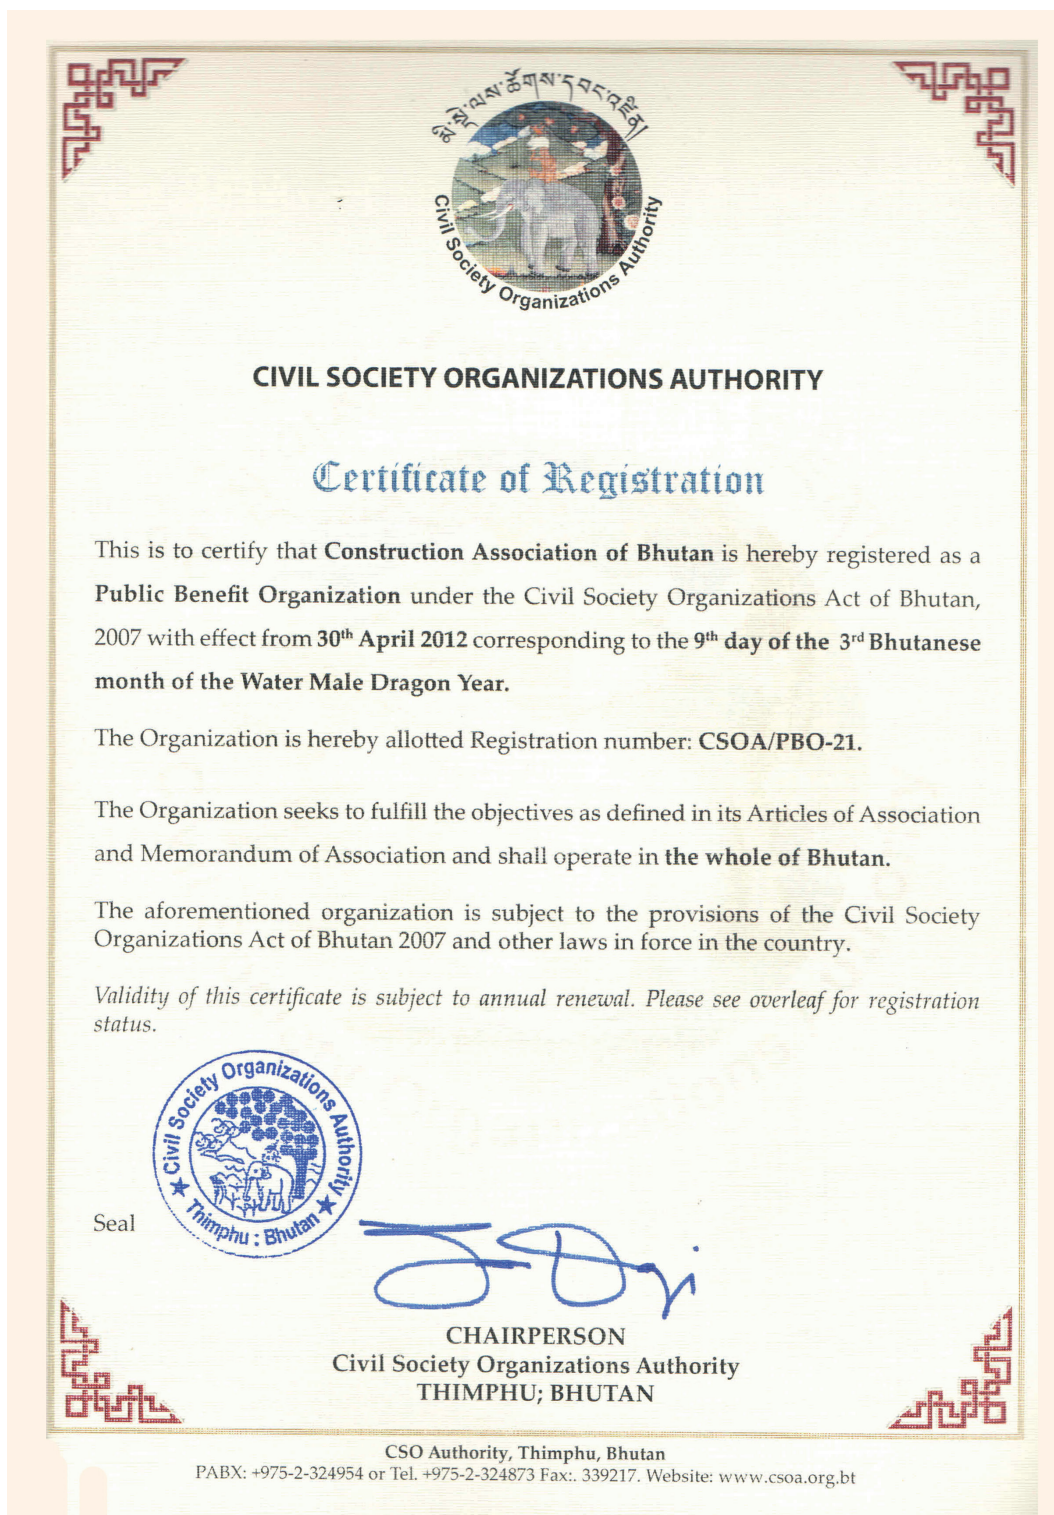 མི་སྡེ་ལས་ཚོགས་དབང་འཛིན།
Civil Society Organizations Authority
CIVIL SOCIETY ORGANIZATIONS AUTHORITY
Certificate of Registration
This is to certify that Construction Association of Bhutan is hereby registered as a
Public Benefit Organization under the Civil Society Organizations Act of Bhutan,
2007 with effect from 30th April 2012 corresponding to the 9th day of the 3rd Bhutanese
month of the Water Male Dragon Year.
The Organization is hereby allotted Registration number: CSOA/PBO-21.
The Organization seeks to fulfill the objectives as defined in its Articles of Association
and Memorandum of Association and shall operate in the whole of Bhutan.
The aforementioned organization is subject to the provisions of the Civil Society
Organizations Act of Bhutan 2007 and other laws in force in the country.
Validity of this certificate is subject to annual renewal. Please see overleaf for registration
status.
Civil Society Organizations Authority
Thimphu : Bhutan
Seal
CHAIRPERSON
Civil Society Organizations Authority
THIMPHU; BHUTAN
CSO Authority, Thimphu, Bhutan
PABX: +975-2-324954 or Tel. +975-2-324873 Fax:. 339217. Website: www.csoa.org.bt